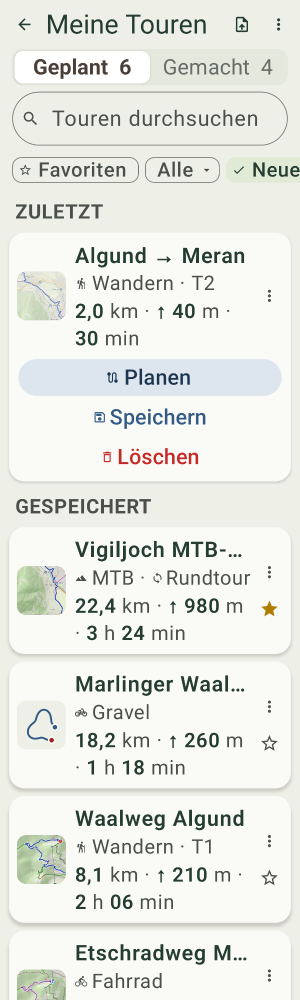 Meine Touren
Geplant 6 Gemacht 4
Touren durchsuchen
Favoriten Alle Neue
ZULETZT
Algund → Meran
Wandern · T2
2,0 km · ↑ 40 m ·
30 min
Planen
Speichern
Löschen
GESPEICHERT
Vigiljoch MTB-…
MTB · Rundtour
22,4 km · ↑ 980 m
· 3 h 24 min
Marlinger Waal…
Gravel
18,2 km · ↑ 260 m
· 1 h 18 min
Waalweg Algund
Wandern · T1
8,1 km · ↑ 210 m ·
2 h 06 min
Etschradweg M…
Fahrrad